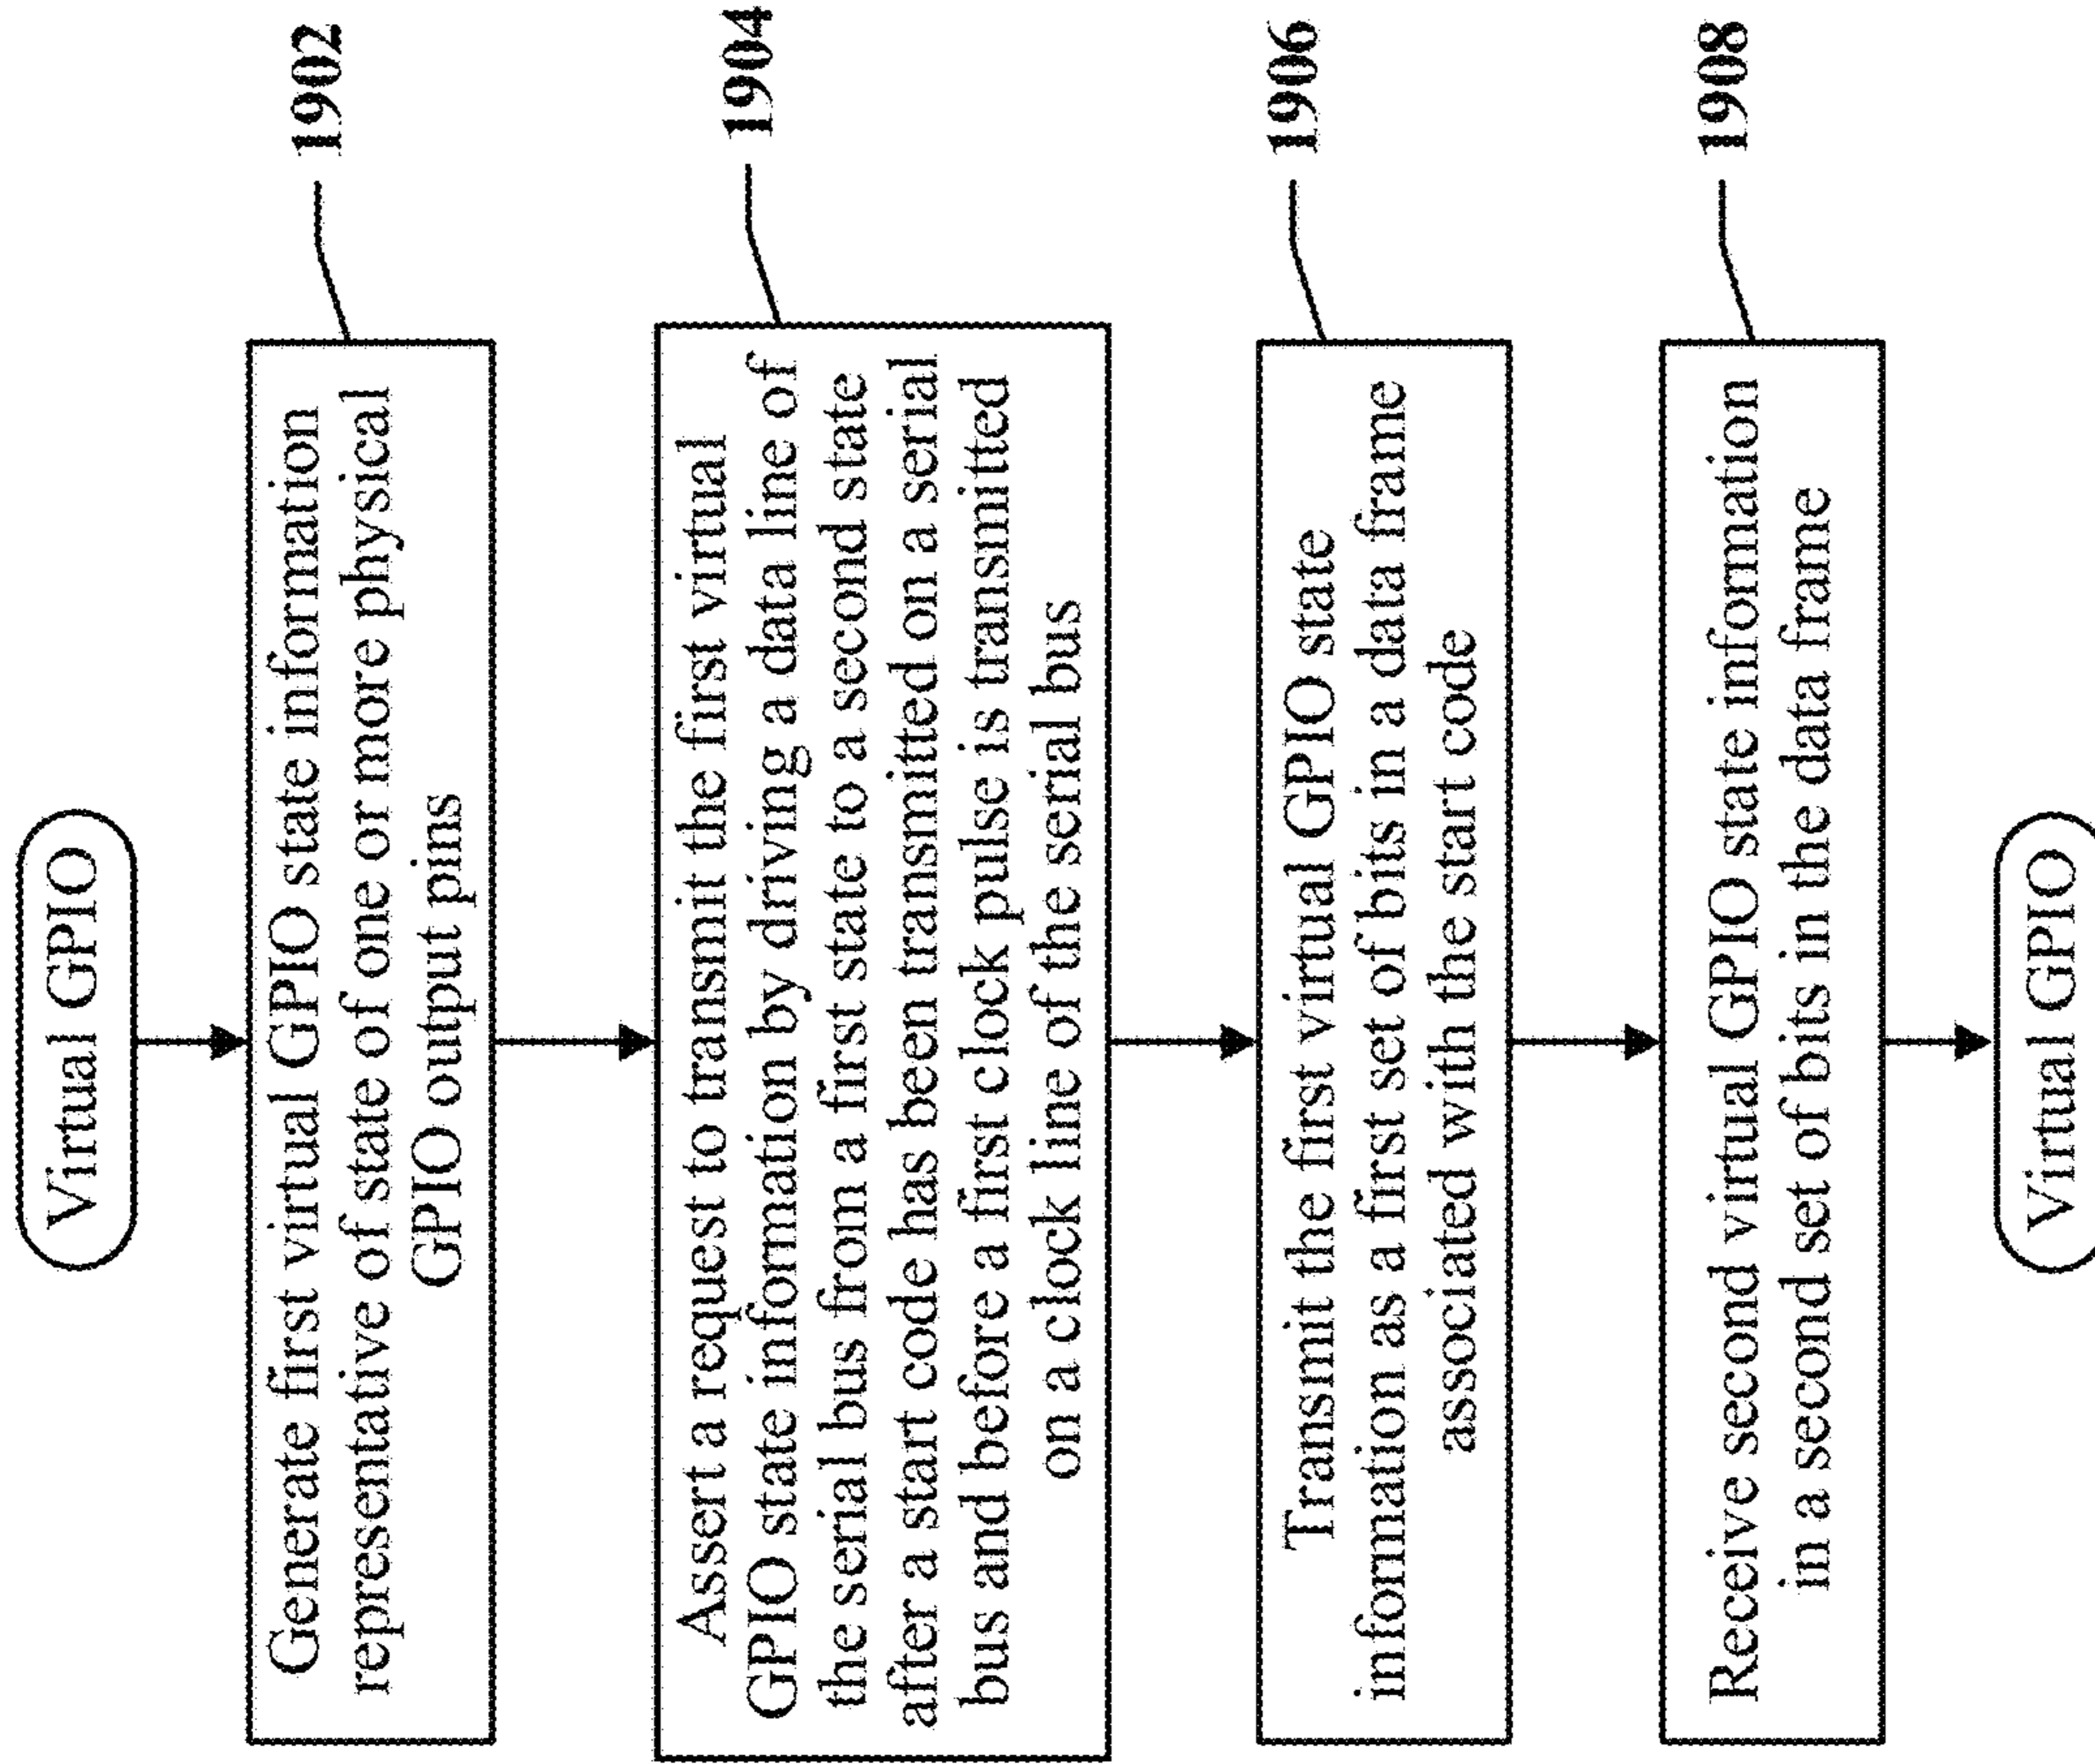 Virtual GPIO
1902
Generate first virtual GPIO state information
representative of state of one or more physical
GPIO output pins
1904
Assert a request to transmit the first virtual
GPIO state information by driving a data line of
the serial bus from a first state to a second state
after a start code has been transmitted on a serial
bus and before a first clock pulse is transmitted
on a clock line of the serial bus
1906
Transmit the first virtual GPIO state
information as a first set of bits in a data frame
associated with the start code
1908
Receive second virtual GPIO state information
in a second set of bits in the data frame
Virtual GPIO